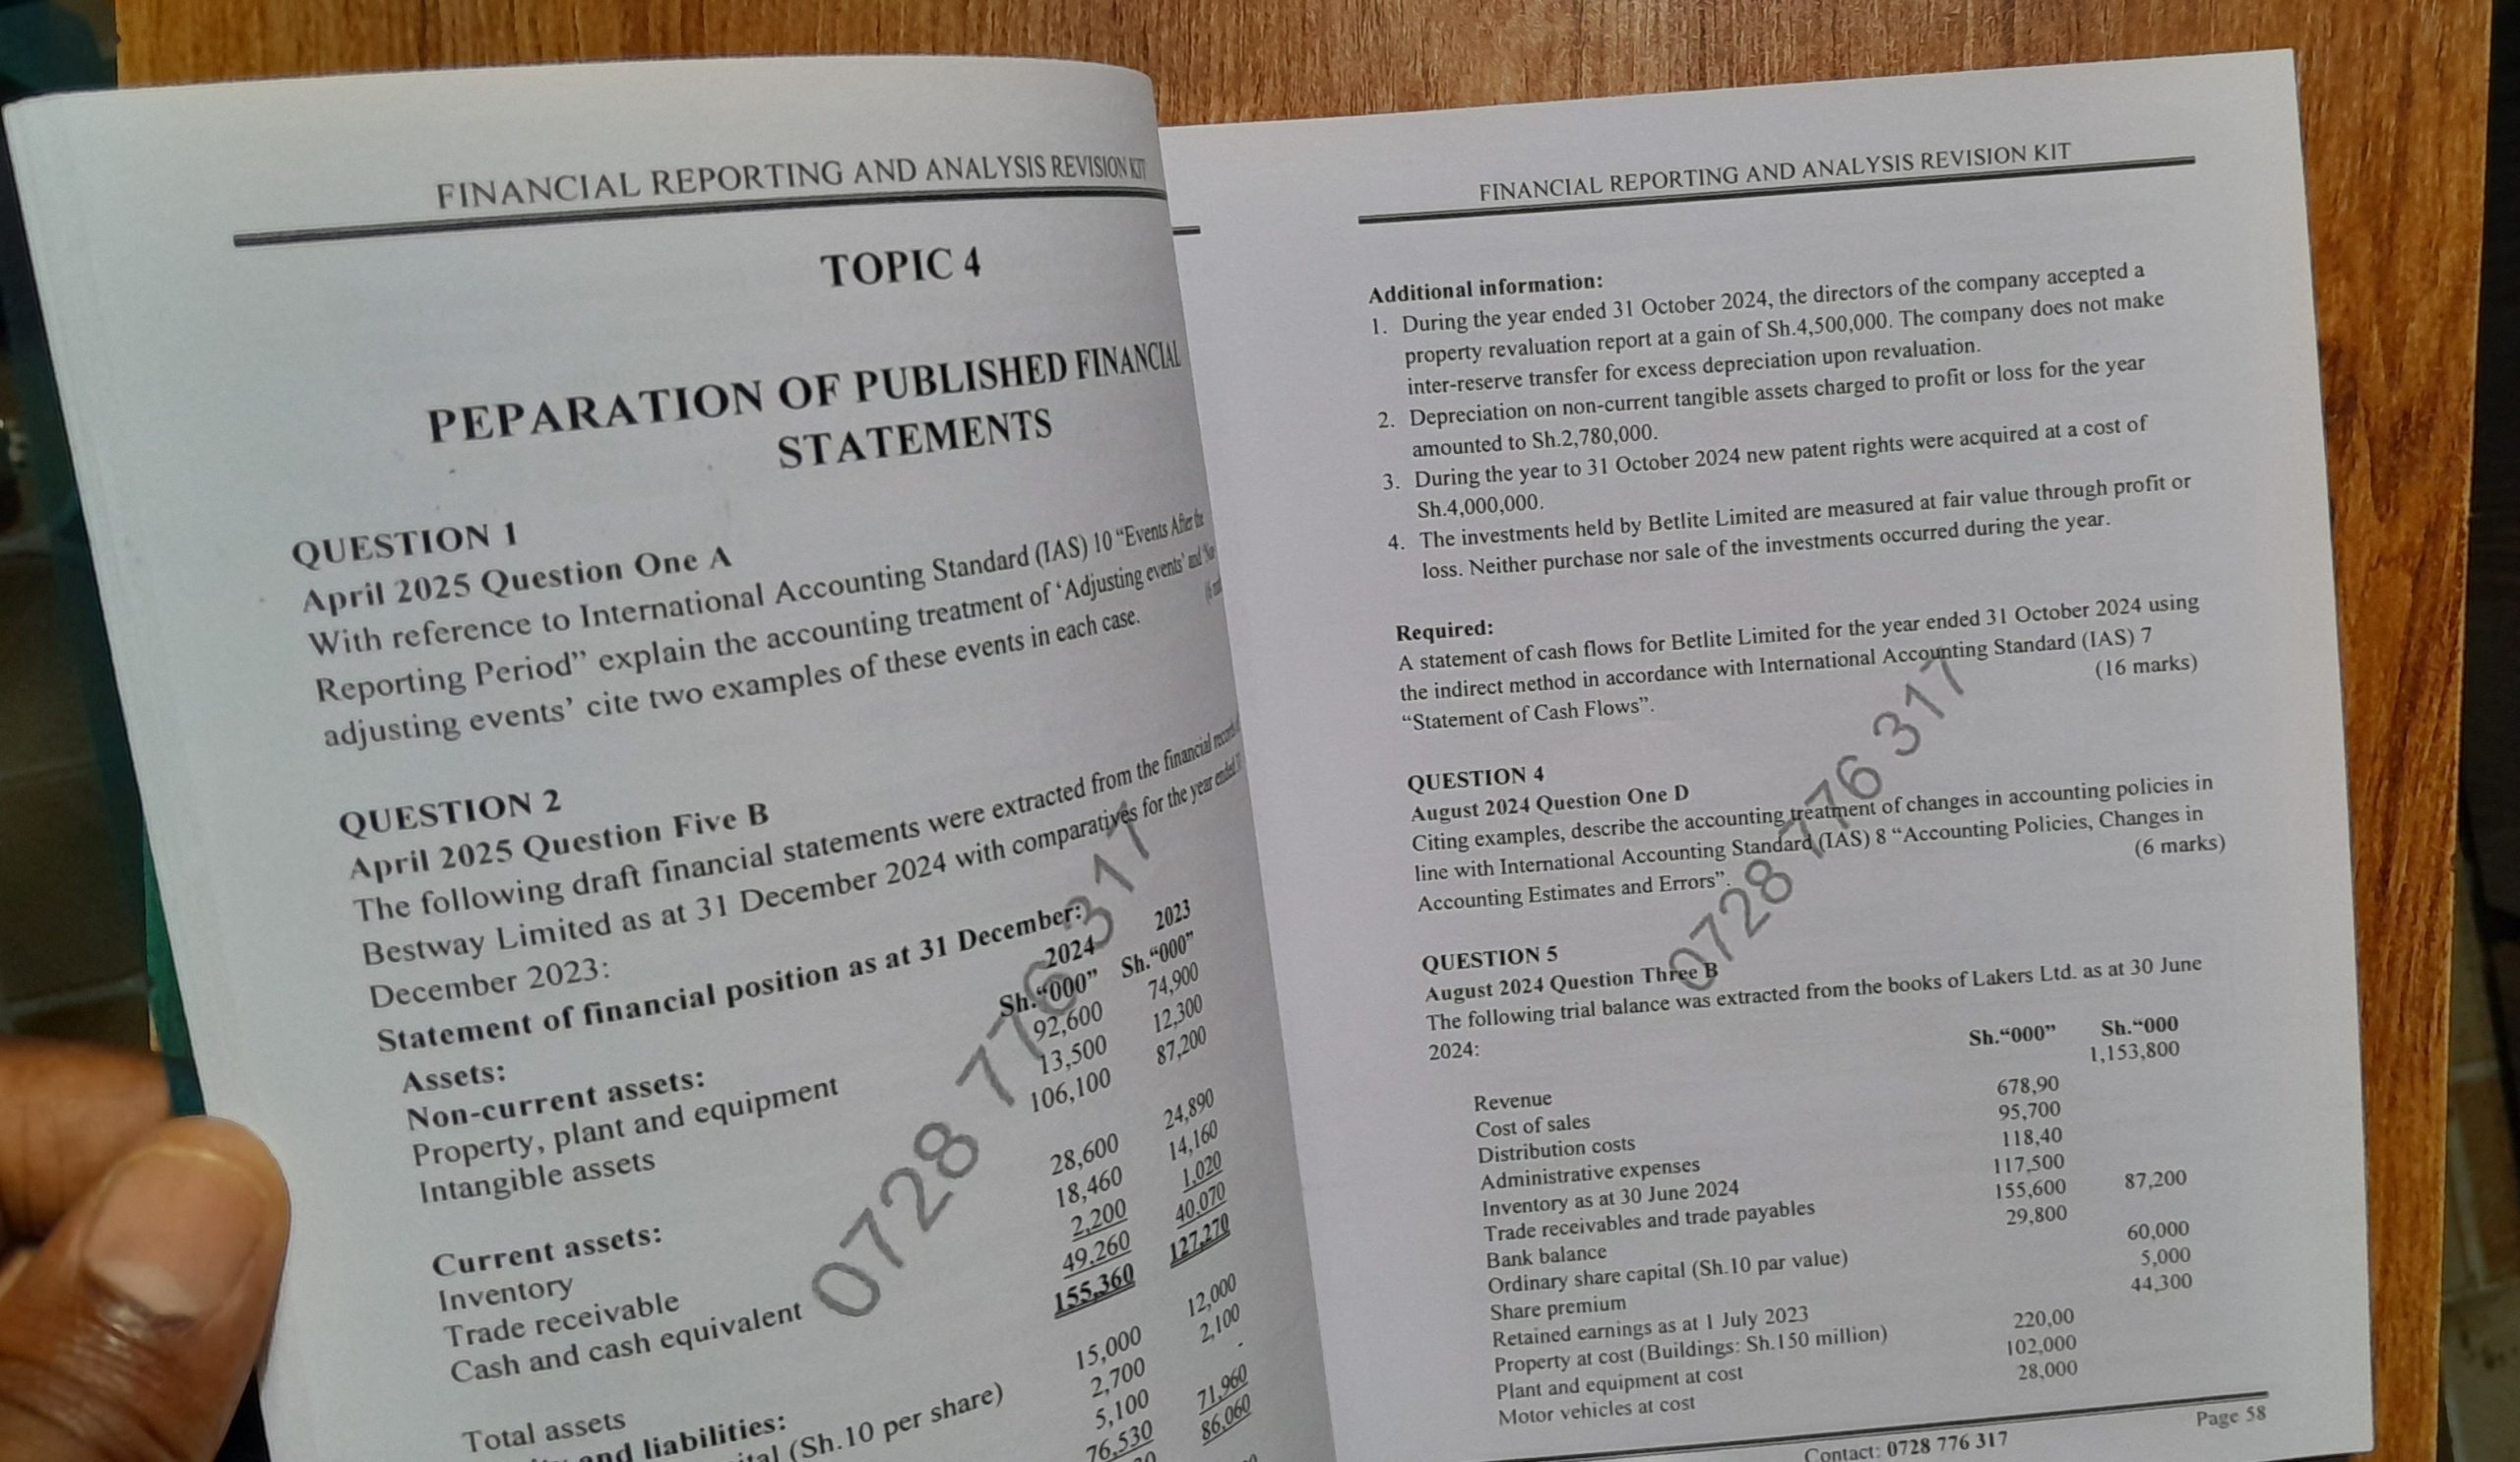 FINANCIAL REPORTING AND ANALYSIS REVISION KIT
TOPIC 4
PEPARATION OF PUBLISHED FINANCIAL
STATEMENTS
QUESTION 1
April 2025 Question One A
With reference to International Accounting Standard (IAS) 10 “Events After the
Reporting Period” explain the accounting treatment of ‘Adjusting events’ and
adjusting events’ cite two examples of these events in each case.
QUESTION 2
April 2025 Question Five B
The following draft financial statements were extracted from the financial records
Bestway Limited as at 31 December 2024 with comparatives for the year ended
December 2023:
Statement of financial position as at 31 December:
2024 2023
Sh.“000” Sh.“000”
Assets:
Non-current assets:
Property, plant and equipment 92,600 74,900
Intangible assets 13,500 12,300
106,100 87,200
Current assets:
Inventory 28,600 24,890
Trade receivable 18,460 14,160
Cash and cash equivalent 2,200 1,020
49,260 40,070
Total assets 155,360 127,270
and liabilities:
(Sh.10 per share) 15,000 12,000
2,700 2,100
5,100 -
76,530 71,960
86,060
0728 776 317
FINANCIAL REPORTING AND ANALYSIS REVISION KIT
Additional information:
1. During the year ended 31 October 2024, the directors of the company accepted a
property revaluation report at a gain of Sh.4,500,000. The company does not make
inter-reserve transfer for excess depreciation upon revaluation.
2. Depreciation on non-current tangible assets charged to profit or loss for the year
amounted to Sh.2,780,000.
3. During the year to 31 October 2024 new patent rights were acquired at a cost of
Sh.4,000,000.
4. The investments held by Betlite Limited are measured at fair value through profit or
loss. Neither purchase nor sale of the investments occurred during the year.
Required:
A statement of cash flows for Betlite Limited for the year ended 31 October 2024 using
the indirect method in accordance with International Accounting Standard (IAS) 7
“Statement of Cash Flows”. (16 marks)
QUESTION 4
August 2024 Question One D
Citing examples, describe the accounting treatment of changes in accounting policies in
line with International Accounting Standard (IAS) 8 “Accounting Policies, Changes in
Accounting Estimates and Errors”. (6 marks)
QUESTION 5
August 2024 Question Three B
The following trial balance was extracted from the books of Lakers Ltd. as at 30 June
2024:
Sh.“000” Sh.“000
Revenue 1,153,800
Cost of sales 678,90
Distribution costs 95,700
Administrative expenses 118,40
Inventory as at 30 June 2024 117,500
Trade receivables and trade payables 155,600 87,200
Bank balance 29,800
Ordinary share capital (Sh.10 par value) 60,000
Share premium 5,000
Retained earnings as at 1 July 2023 44,300
Property at cost (Buildings: Sh.150 million) 220,00
Plant and equipment at cost 102,000
Motor vehicles at cost 28,000
0728 776 317
Page 58
Contact: 0728 776 317